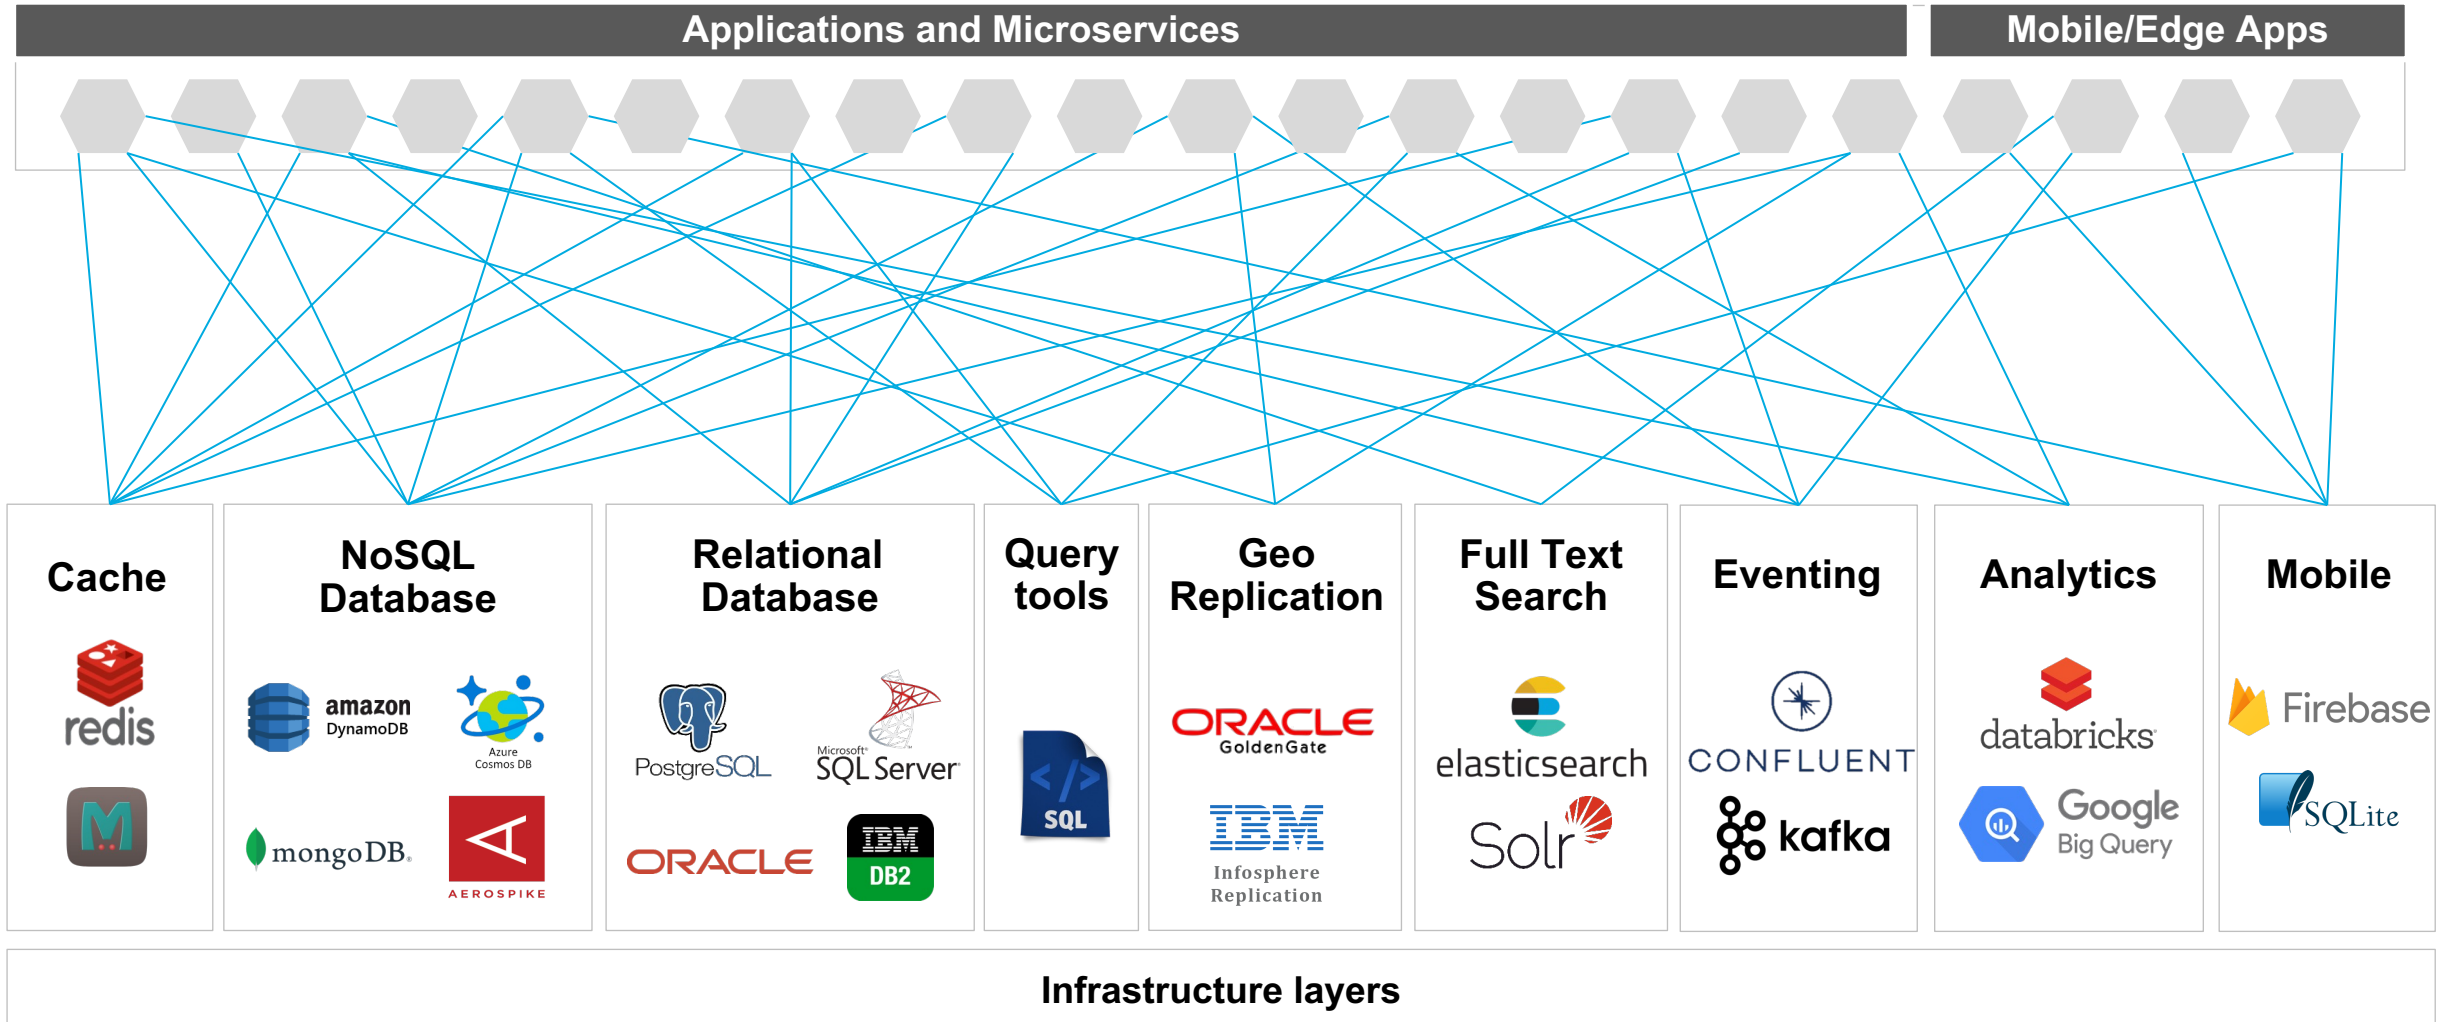 Applications and Microservices
Mobile/Edge Apps
Cache
redis
M
NoSQL
Database
amazon
DynamoDB
Azure
Cosmos DB
mongoDB®
AEROSPIKE
Relational
Database
PostgreSQL
Microsoft®
SQL Server®
ORACLE
IBM
DB2
Query
tools
</>
SQL
Geo
Replication
ORACLE
GoldenGate
IBM
Infosphere
Replication
Full Text
Search
elasticsearch
Solr
Eventing
CONFLUENT
kafka
Analytics
databricks
Google
Big Query
Mobile
Firebase
SQLite
Infrastructure layers